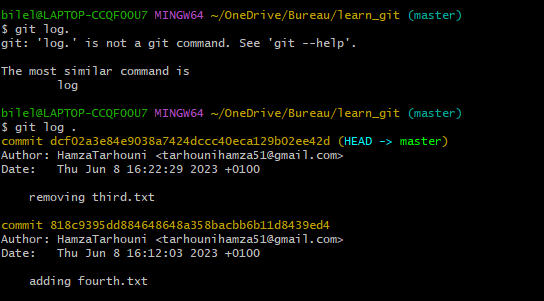 bilel@LAPTOP-CCQFO0U7 MINGW64 ~/OneDrive/Bureau/learn_git (master)
$ git log.
git: 'log.' is not a git command. See 'git --help'.
The most similar command is
log
bilel@LAPTOP-CCQFO0U7 MINGW64 ~/OneDrive/Bureau/learn_git (master)
$ git log .
commit dcf02a3e84e9038a7424dccc40eca129b02ee42d (HEAD -> master)
Author: HamzaTarhouni <tarhounihamza51@gmail.com>
Date:   Thu Jun 8 16:22:29 2023 +0100
removing third.txt
commit 818c9395dd884648648a358bacbb6b11d8439ed4
Author: HamzaTarhouni <tarhounihamza51@gmail.com>
Date:   Thu Jun 8 16:12:03 2023 +0100
adding fourth.txt